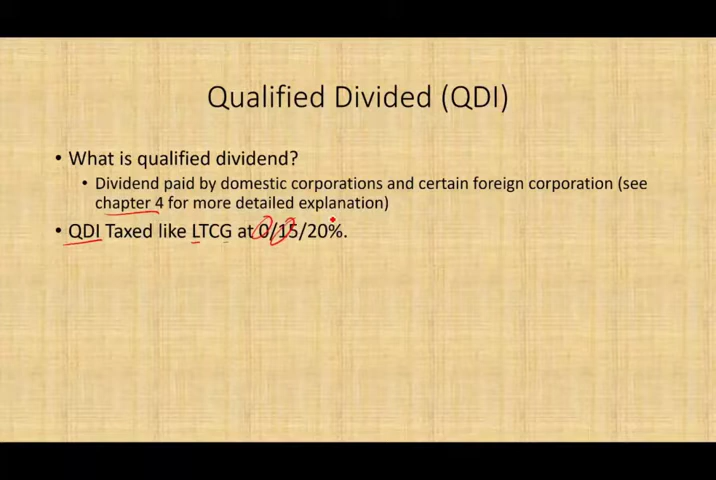 Qualified Divided (QDI)
• What is qualified dividend?
• Dividend paid by domestic corporations and certain foreign corporation (see
chapter 4 for more detailed explanation)
• QDI Taxed like LTCG at 0/15/20%.